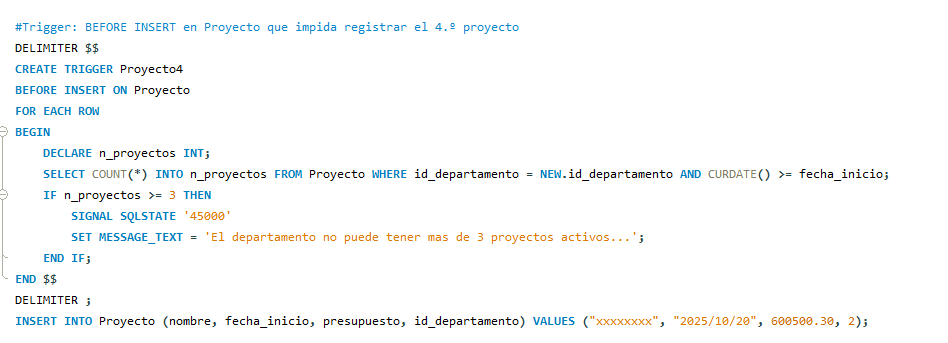 #Trigger: BEFORE INSERT en Proyecto que impida registrar el 4.º proyecto
DELIMITER $$
CREATE TRIGGER Proyecto4
BEFORE INSERT ON Proyecto
FOR EACH ROW
BEGIN
    DECLARE n_proyectos INT;
    SELECT COUNT(*) INTO n_proyectos FROM Proyecto WHERE id_departamento = NEW.id_departamento AND CURDATE() >= fecha_inicio;
    IF n_proyectos >= 3 THEN
        SIGNAL SQLSTATE '45000'
        SET MESSAGE_TEXT = 'El departamento no puede tener mas de 3 proyectos activos...';
    END IF;
END $$
DELIMITER ;
INSERT INTO Proyecto (nombre, fecha_inicio, presupuesto, id_departamento) VALUES ("xxxxxxxx", "2025/10/20", 600500.30, 2);